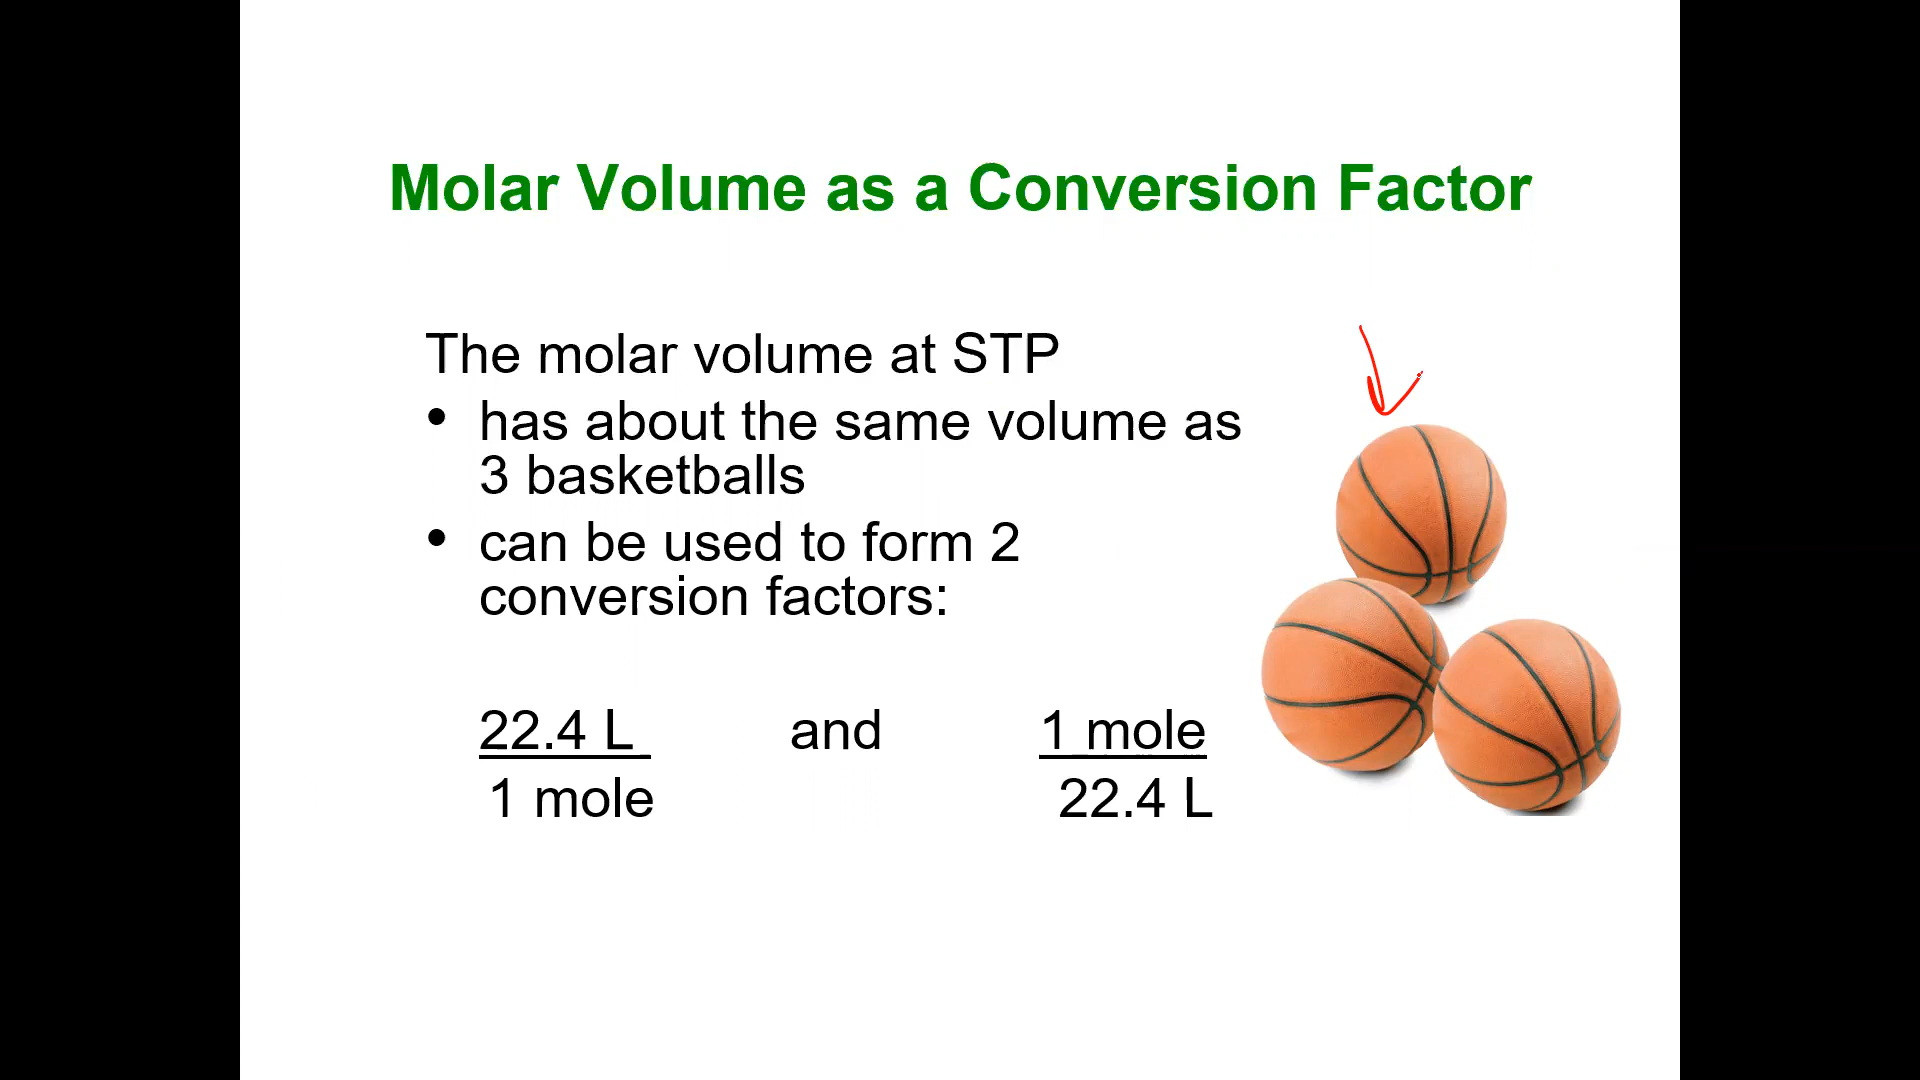 Molar Volume as a Conversion Factor
The molar volume at STP
• has about the same volume as
3 basketballs
• can be used to form 2
conversion factors:
22.4 L and 1 mole
1 mole 22.4 L